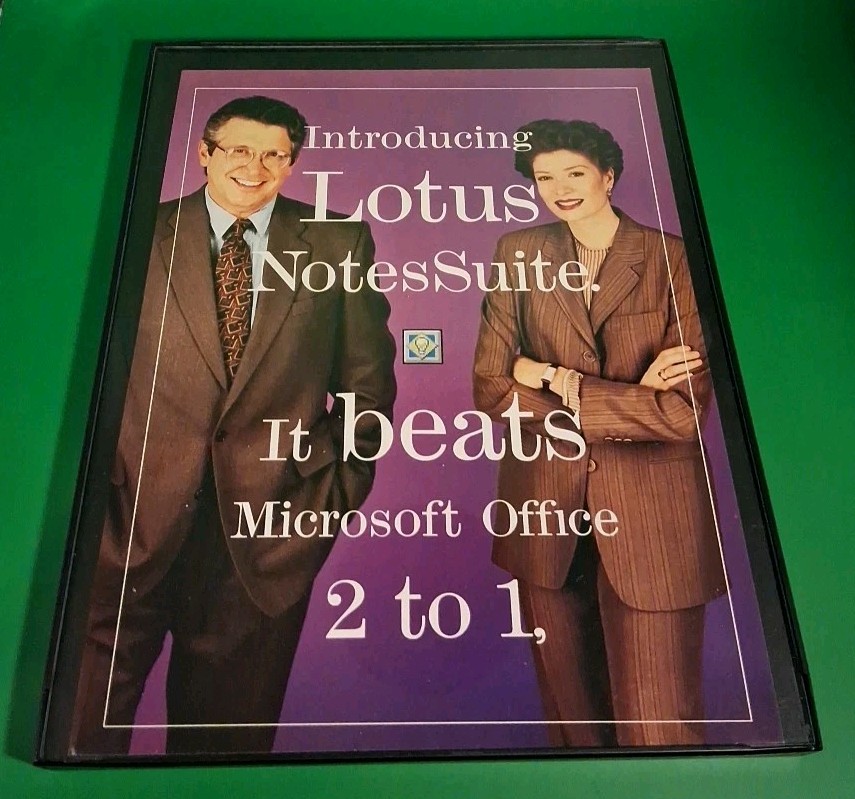 Introducing
Lotus
NotesSuite.
It beats
Microsoft Office
2 to 1,